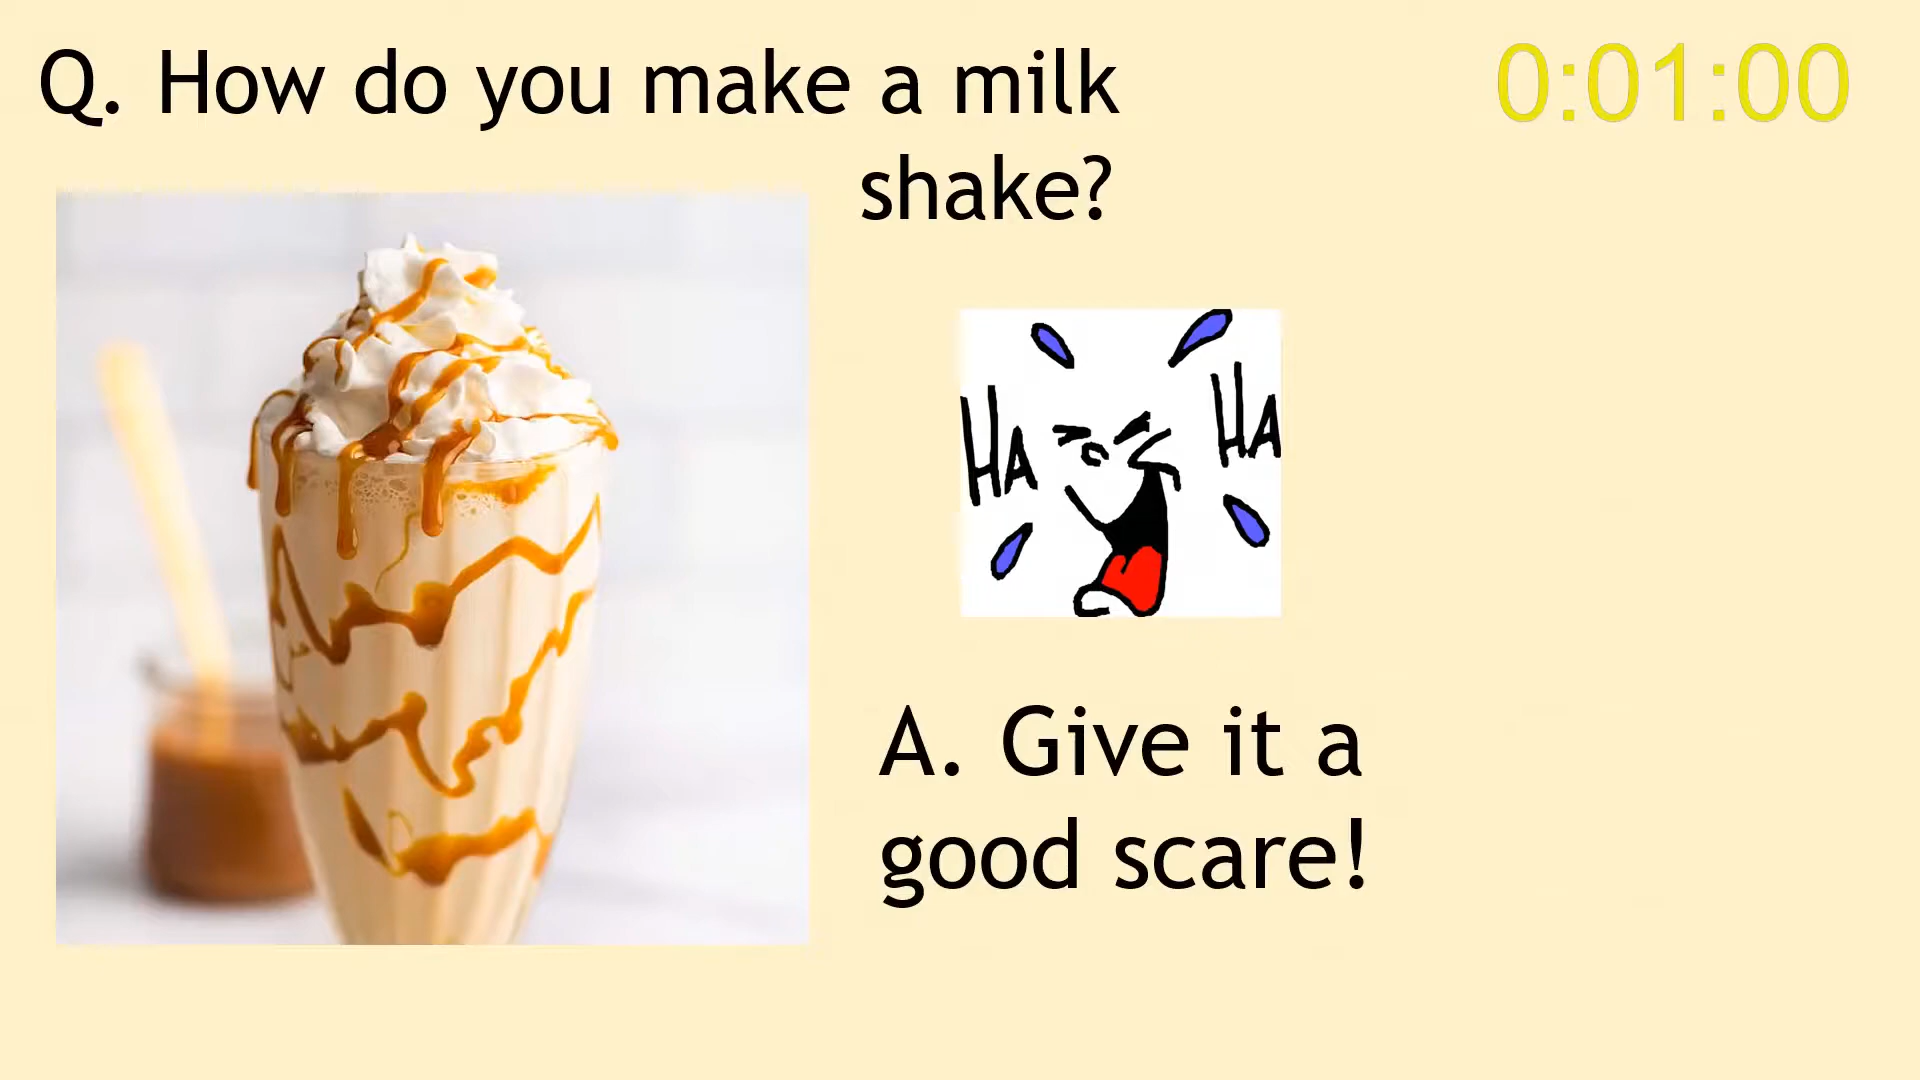 Q. How do you make a milk
shake?
0:01:00
HA
HA
A. Give it a
good scare!